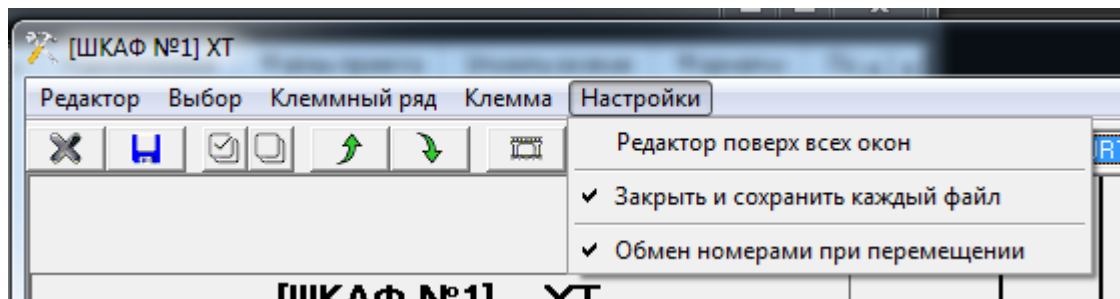 [ШКАФ №1] XT
Редактор Выбор Клеммный ряд Клемма Настройки
Редактор поверх всех окон
Закрыть и сохранить каждый файл
Обмен номерами при перемещении
[ШКАФ №1] XT